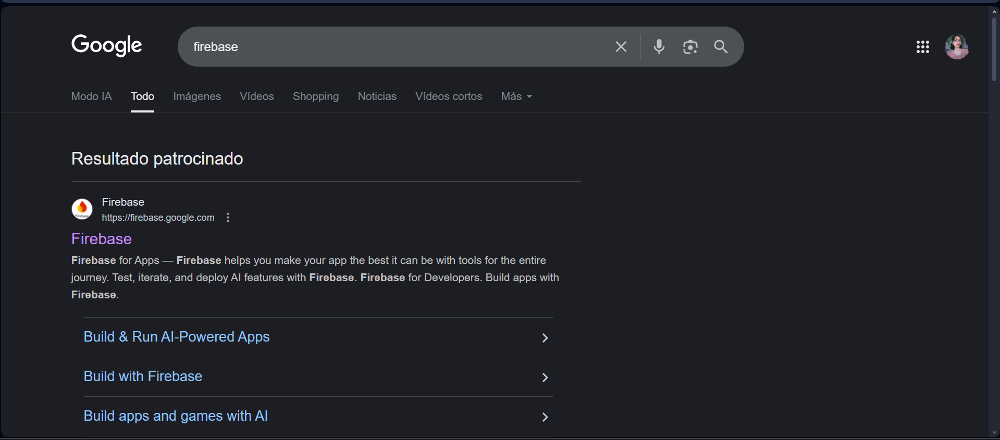 Google
firebase
Modo IA
Todo
Imágenes
Vídeos
Shopping
Noticias
Vídeos cortos
Más
Resultado patrocinado
Firebase
https://firebase.google.com
Firebase
Firebase for Apps — Firebase helps you make your app the best it can be with tools for the entire
journey. Test, iterate, and deploy AI features with Firebase. Firebase for Developers. Build apps with
Firebase.
Build & Run AI-Powered Apps
Build with Firebase
Build apps and games with AI